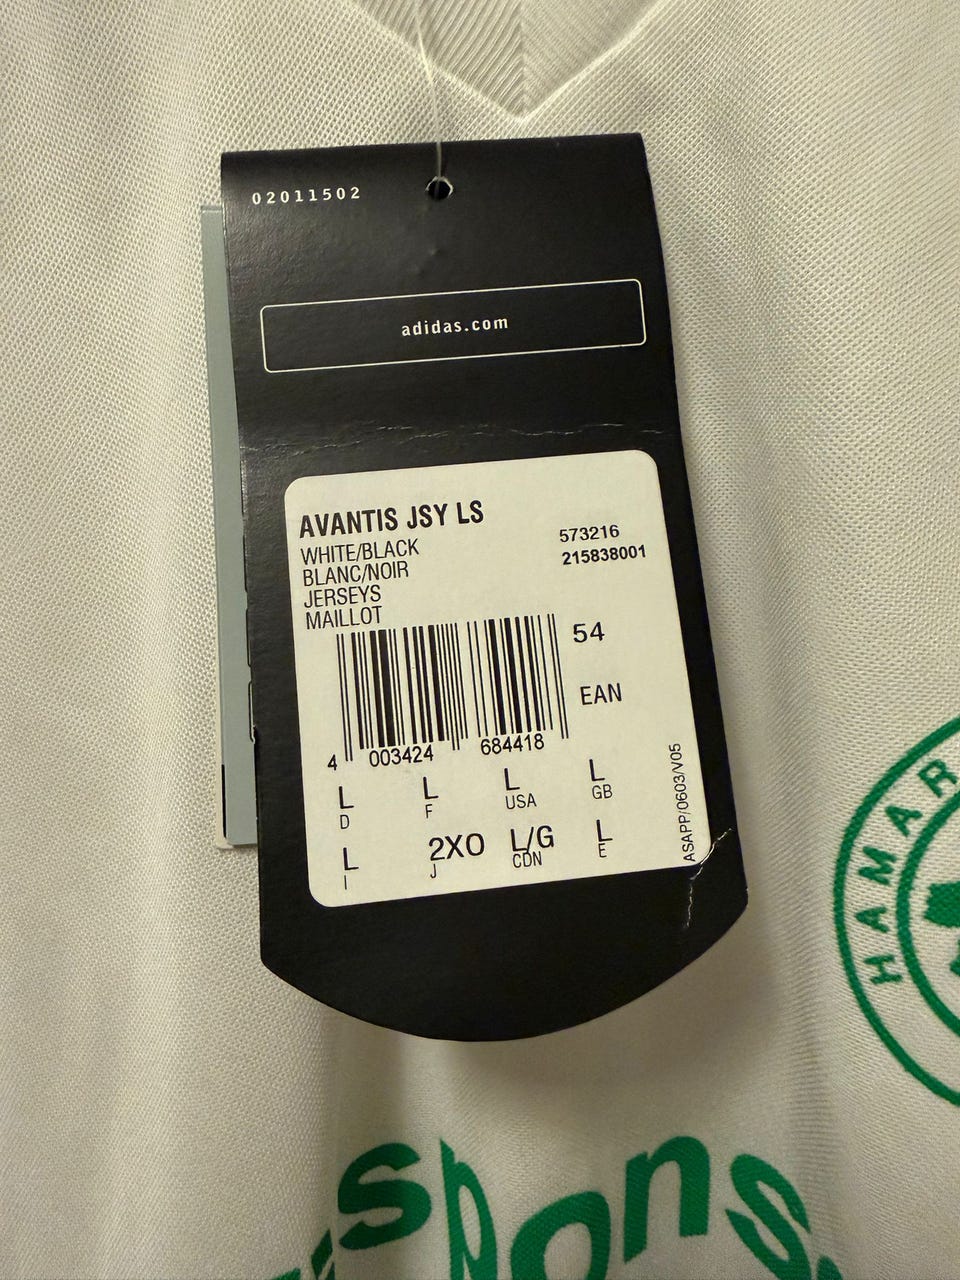 02011502
adidas.com
AVANTIS JSY LS
WHITE/BLACK
BLANC/NOIR
JERSEYS
MAILLOT
573216
215838001
54
EAN
4 003424 684418
L L L L
D F USA GB
L 2XO L/G L
I J CDN E
ASAPP/0603/V05
HAMAR